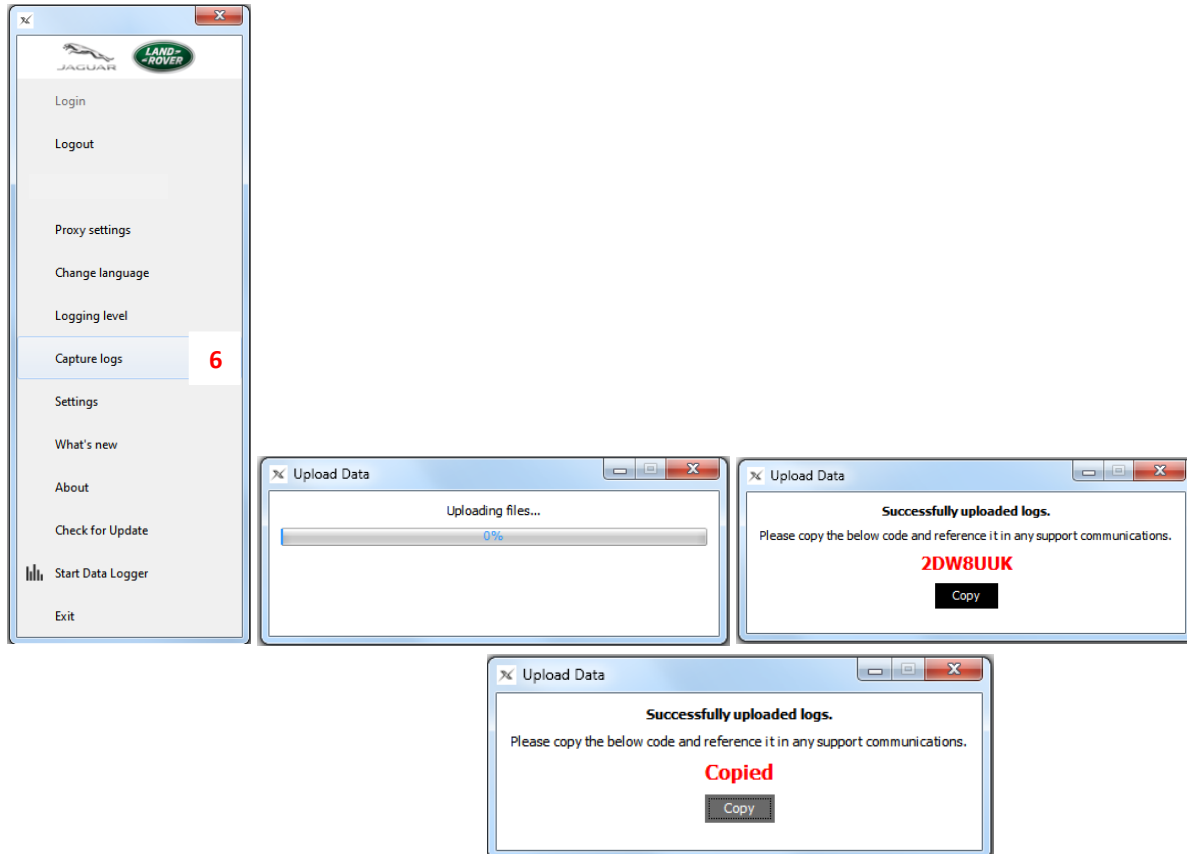 JAGUAR
LAND-
-ROVER
Login
Logout
Proxy settings
Change language
Logging level
Capture logs
6
Settings
What's new
About
Check for Update
Start Data Logger
Exit
Upload Data
Uploading files...
0%
Upload Data
Successfully uploaded logs.
Please copy the below code and reference it in any support communications.
2DW8UUK
Copy
Upload Data
Successfully uploaded logs.
Please copy the below code and reference it in any support communications.
Copied
Copy